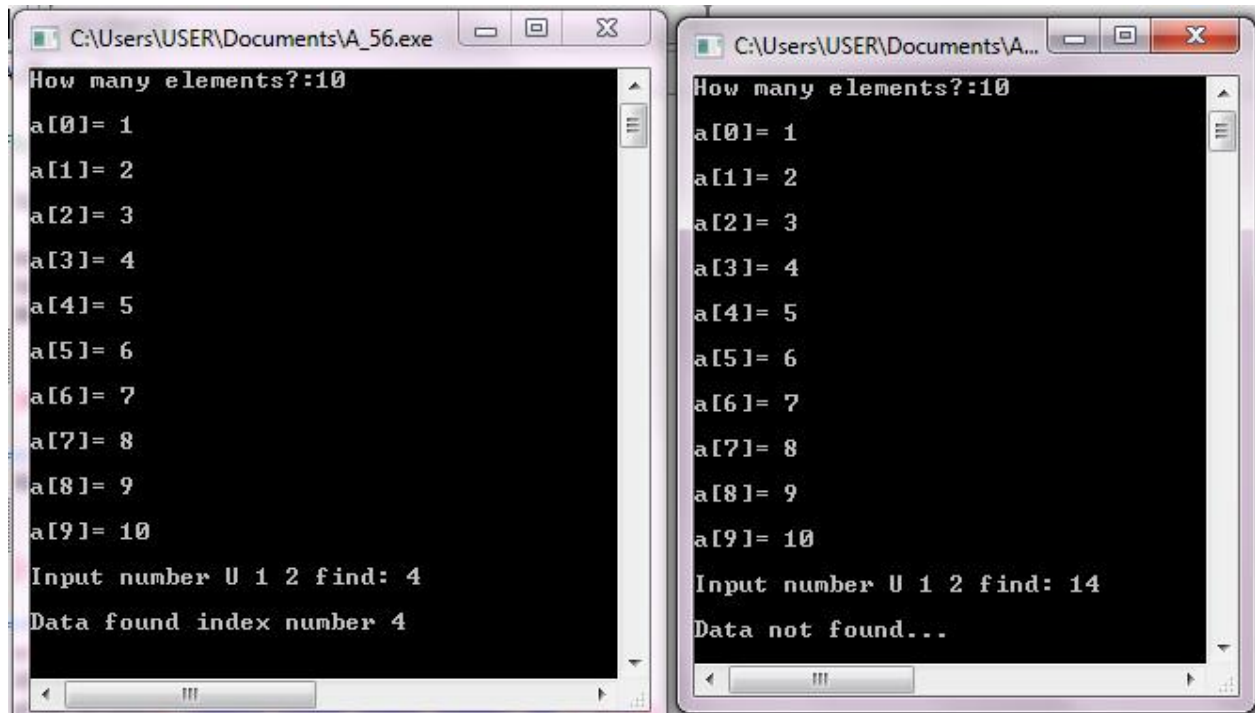 C:\Users\USER\Documents\A_56.exe
How many elements?:10
a[0]= 1
a[1]= 2
a[2]= 3
a[3]= 4
a[4]= 5
a[5]= 6
a[6]= 7
a[7]= 8
a[8]= 9
a[9]= 10
Input number U 1 2 find: 4
Data found index number 4
C:\Users\USER\Documents\A...
How many elements?:10
a[0]= 1
a[1]= 2
a[2]= 3
a[3]= 4
a[4]= 5
a[5]= 6
a[6]= 7
a[7]= 8
a[8]= 9
a[9]= 10
Input number U 1 2 find: 14
Data not found...